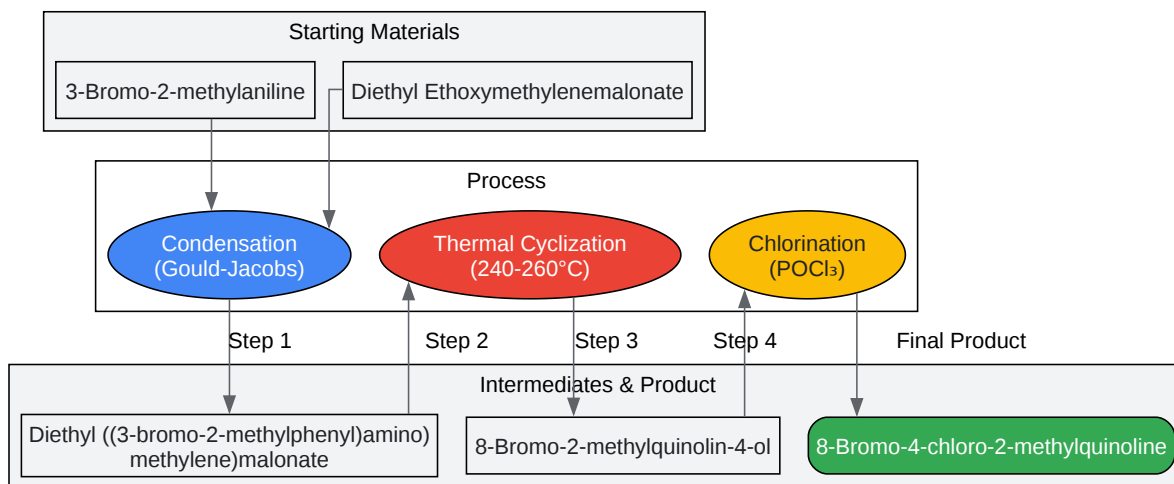 Starting Materials
3-Bromo-2-methylaniline
Diethyl Ethoxymethylenemalonate
Process
Condensation
(Gould-Jacobs)
Thermal Cyclization
(240-260°C)
Chlorination
(POCl₃)
Step 1
Step 2
Step 3
Step 4
Final Product
Intermediates & Product
Diethyl ((3-bromo-2-methylphenyl)amino)
methylene)malonate
8-Bromo-2-methylquinolin-4-ol
8-Bromo-4-chloro-2-methylquinoline